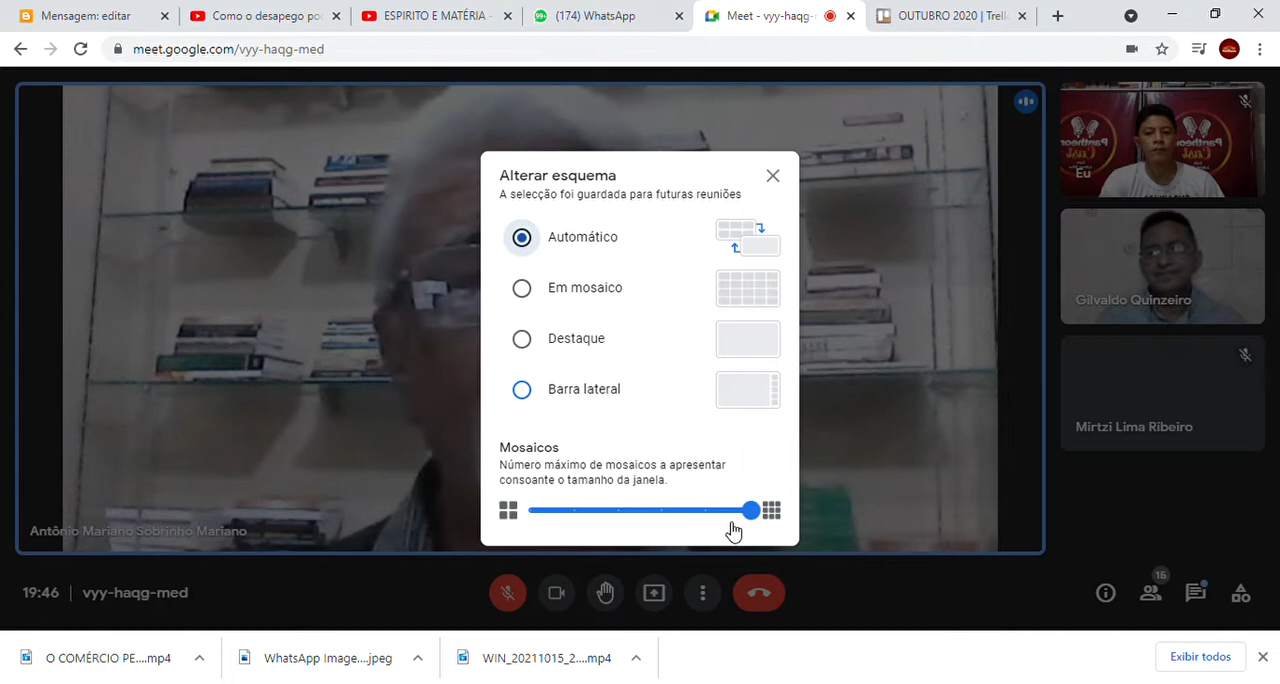 Mensagem: editar
Como o desapego po
ESPIRITO E MATÉRIA -
99+
(174) WhatsApp
Meet - vyy-haqg-
OUTUBRO 2020 | Trell
meet.google.com/vyy-haqg-med
Alterar esquema
A selecção foi guardada para futuras reuniões
Automático
Em mosaico
Destaque
Barra lateral
Mosaicos
Número máximo de mosaicos a apresentar
consoante o tamanho da janela.
Eu
Gilvaldo Quinzeiro
Mirtzi Lima Ribeiro
Antônio Mariano Sobrinho Mariano
19:46 | vyy-haqg-med
15
O COMÉRCIO PE....mp4
WhatsApp Image....jpeg
WIN_20211015_2....mp4
Exibir todos